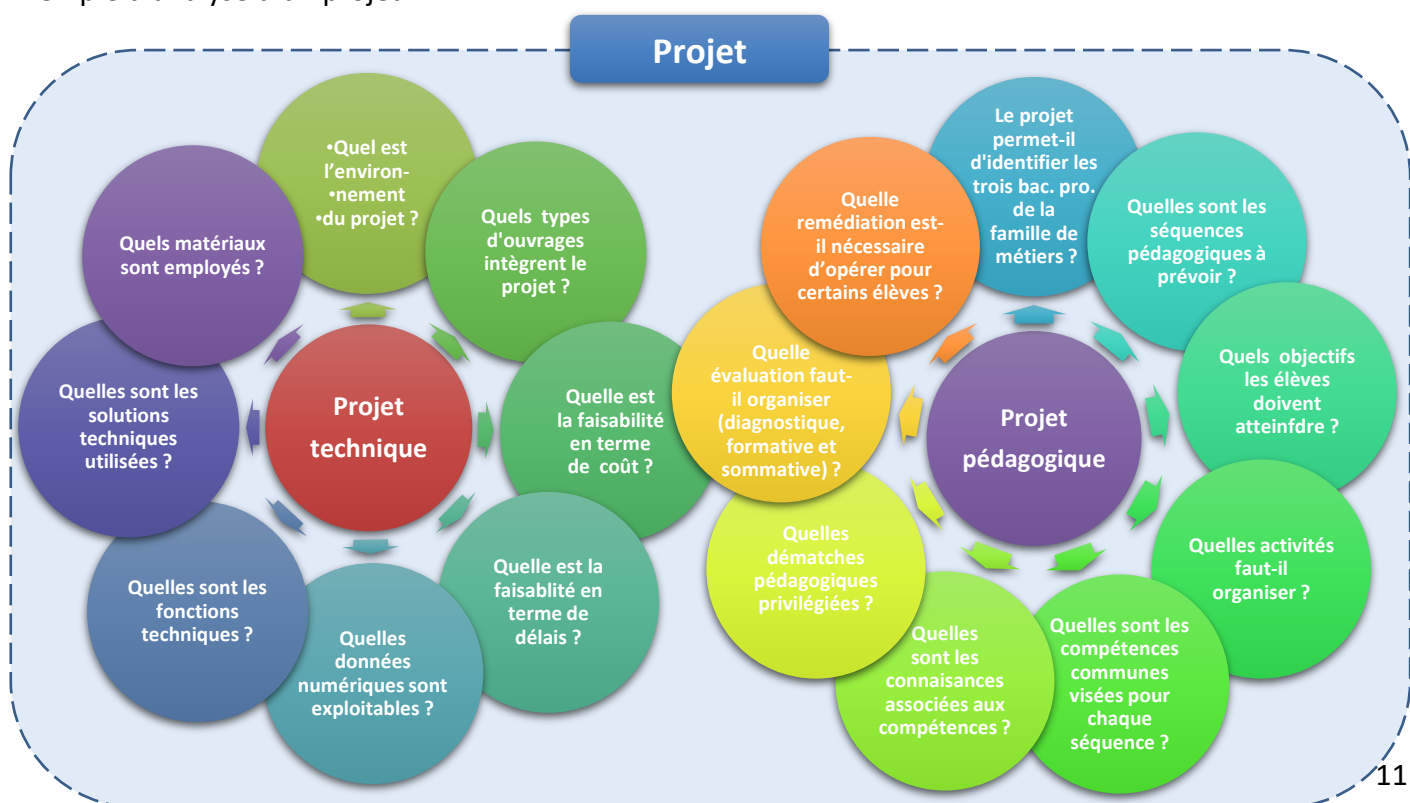 d'analyse d'un projet
Projet
•Quel est
l'environ-
•nement
•du projet ?
Quels types
d'ouvrages
intègrent le
projet ?
Quelle est
la faisabilité
en terme
de coût ?
Quelle est la
faisablité en
terme de
délais ?
Quelles
données
numériques sont
exploitables ?
Quelles sont les
fonctions
techniques ?
Quelles sont les
solutions
techniques
utilisées ?
Quels matériaux
sont employés ?
Projet
technique
Le projet
permet-il
d'identifier les
trois bac. pro.
de la
famille de
métiers ?
Quelles sont les
séquences
pédagogiques à
prévoir ?
Quels objectifs
les élèves
doivent
atteinfdre ?
Quelles activités
faut-il
organiser ?
Quelles sont les
compétences
communes
visées pour
chaque
séquence ?
Quelles
sont les
connaisances
associées aux
compétences ?
Quelles
dématches
pédagogiques
privilégiées ?
Quelle
évaluation faut-
il organiser
(diagnostique,
formative et
sommative) ?
Quelle
remédiation est-
il nécessaire
d'opérer pour
certains élèves ?
Projet
pédagogique
11